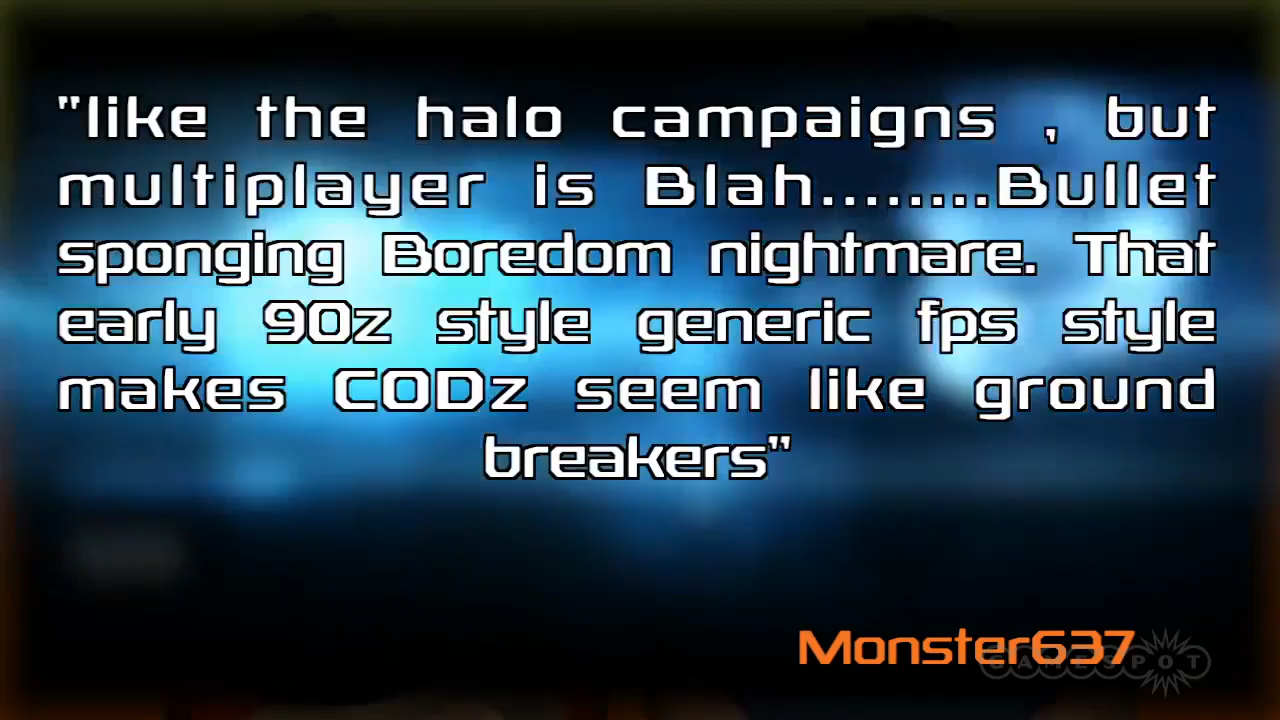 "like the halo campaigns , but
multiplayer is Blah........Bullet
sponging Boredom nightmare. That
early 90z style generic fps style
makes CODz seem like ground
breakers"
Monster637
GAMESPOT